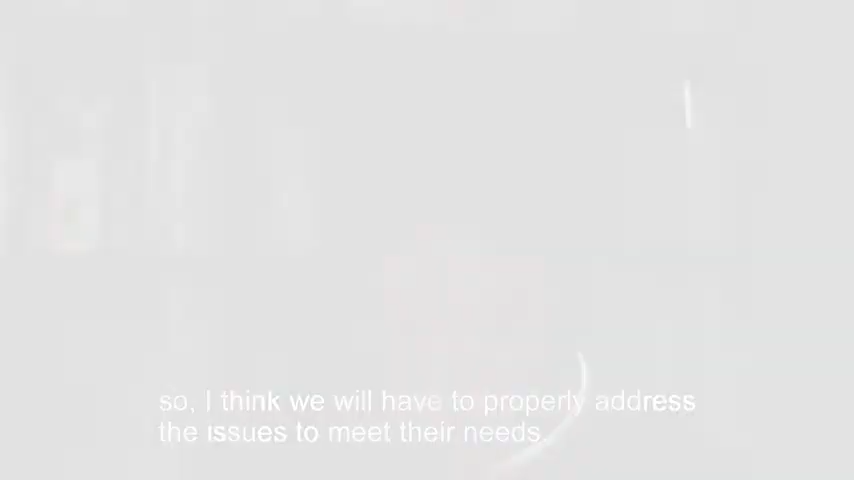 so, I think we will have to properly address
the issues to meet their needs.